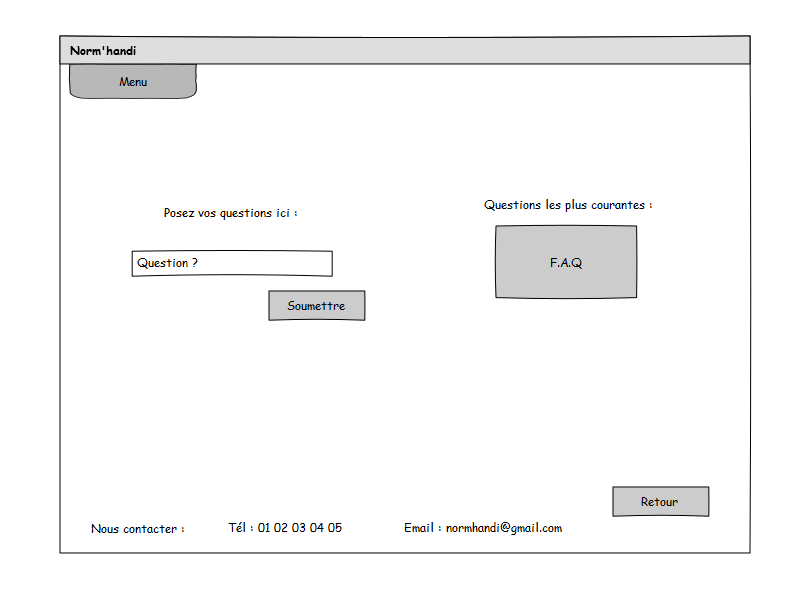 Norm'handi
Menu
Posez vos questions ici :
Questions les plus courantes :
Question ?
F.A.Q
Soumettre
Retour
Nous contacter : Tél : 01 02 03 04 05 Email : normhandi@gmail.com